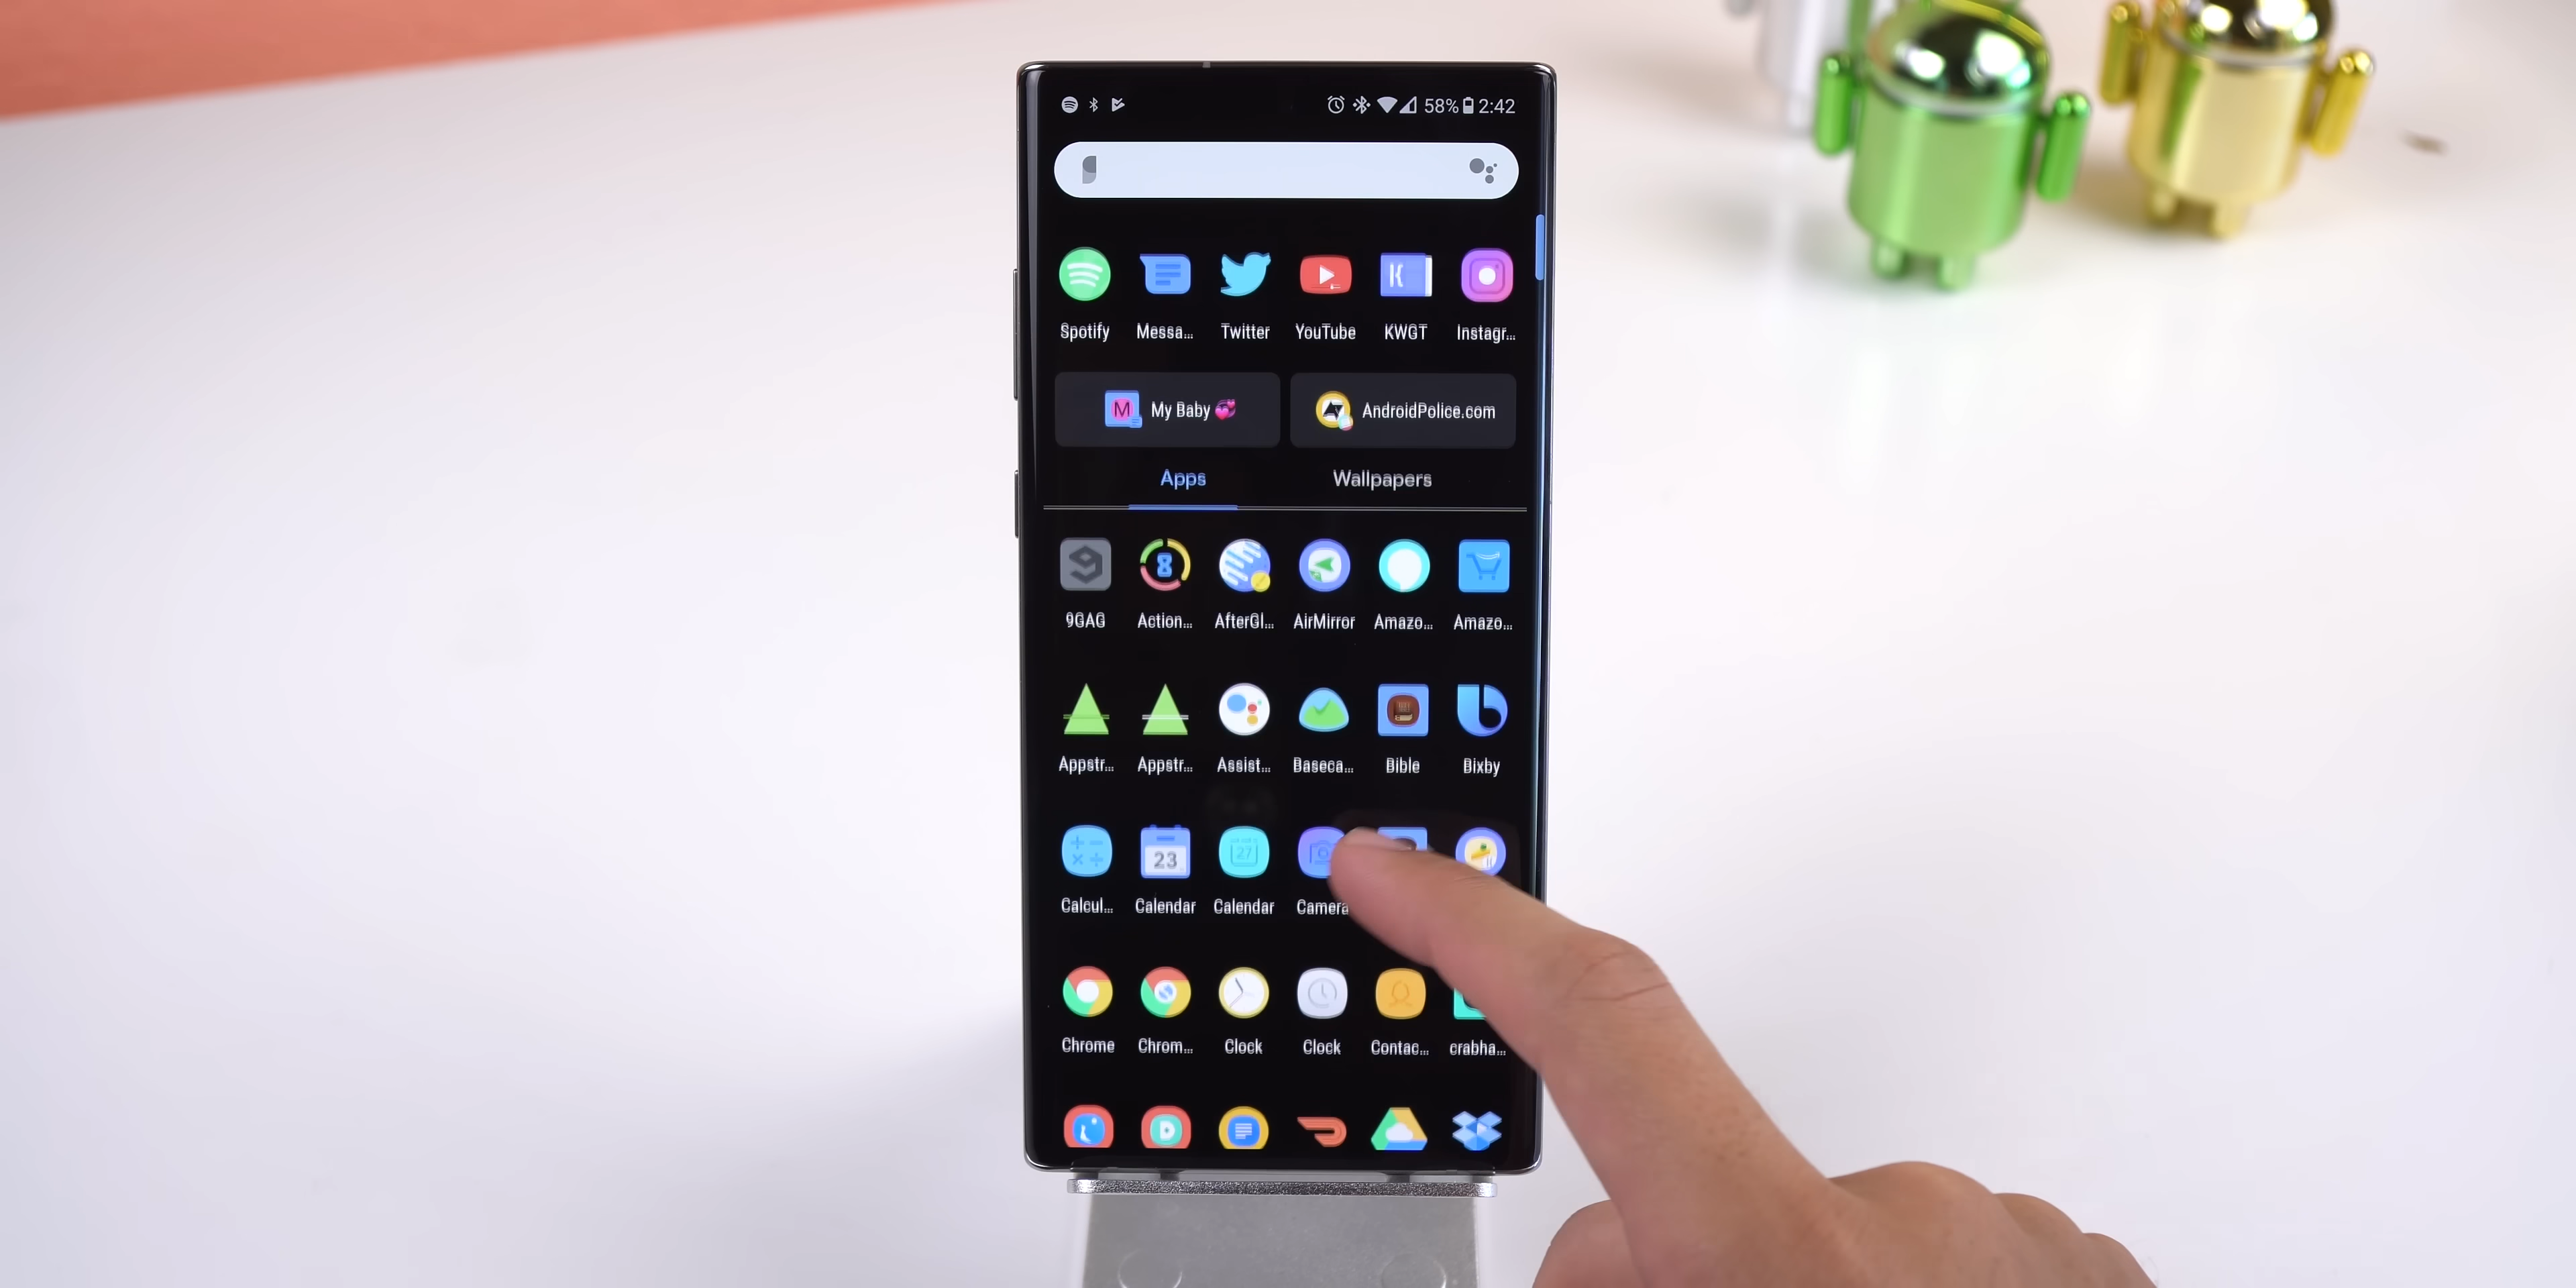 58% 2:42
Spotify Messa... Twitter YouTube KWGT Instagr...
M My Baby AndroidPolice.com
Apps Wallpapers
9GAG Action... AfterGl... AirMirror Amazo... Amazo...
Appstr... Appstr... Assist... Baseca... Bible Bixby
23 27
Calcul... Calendar Calendar Camera
Chrome Chrom... Clock Clock Contac... crabha...